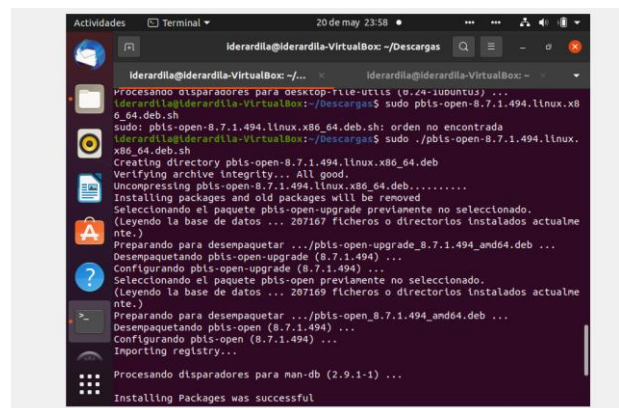 Actividades Terminal 20 de may 23:58
iderardila@iderardila-VirtualBox: ~/Descargas
iderardila@iderardila-VirtualBox: ~/... iderardila@iderardila-VirtualBox: ~
Procesando disparadores para desktop-file-utils (0.24-1ubuntu3) ...
iderardila@iderardila-VirtualBox:~/Descargas$ sudo pbis-open-8.7.1.494.linux.x8
6_64.deb.sh
sudo: pbis-open-8.7.1.494.linux.x86_64.deb.sh: orden no encontrada
iderardila@iderardila-VirtualBox:~/Descargas$ sudo ./pbis-open-8.7.1.494.linux.
x86_64.deb.sh
Creating directory pbis-open-8.7.1.494.linux.x86_64.deb
Verifying archive integrity... All good.
Uncompressing pbis-open-8.7.1.494.linux.x86_64.deb..........
Installing packages and old packages will be removed
Seleccionando el paquete pbis-open-upgrade previamente no seleccionado.
(Leyendo la base de datos ... 207167 ficheros o directorios instalados actualme
nte.)
Preparando para desempaquetar .../pbis-open-upgrade_8.7.1.494_amd64.deb ...
Desempaquetando pbis-open-upgrade (8.7.1.494) ...
Configurando pbis-open-upgrade (8.7.1.494) ...
Seleccionando el paquete pbis-open previamente no seleccionado.
(Leyendo la base de datos ... 207169 ficheros o directorios instalados actualme
nte.)
Preparando para desempaquetar .../pbis-open_8.7.1.494_amd64.deb ...
Desempaquetando pbis-open (8.7.1.494) ...
Configurando pbis-open (8.7.1.494) ...
Importing registry...
Procesando disparadores para man-db (2.9.1-1) ...
Installing Packages was successful